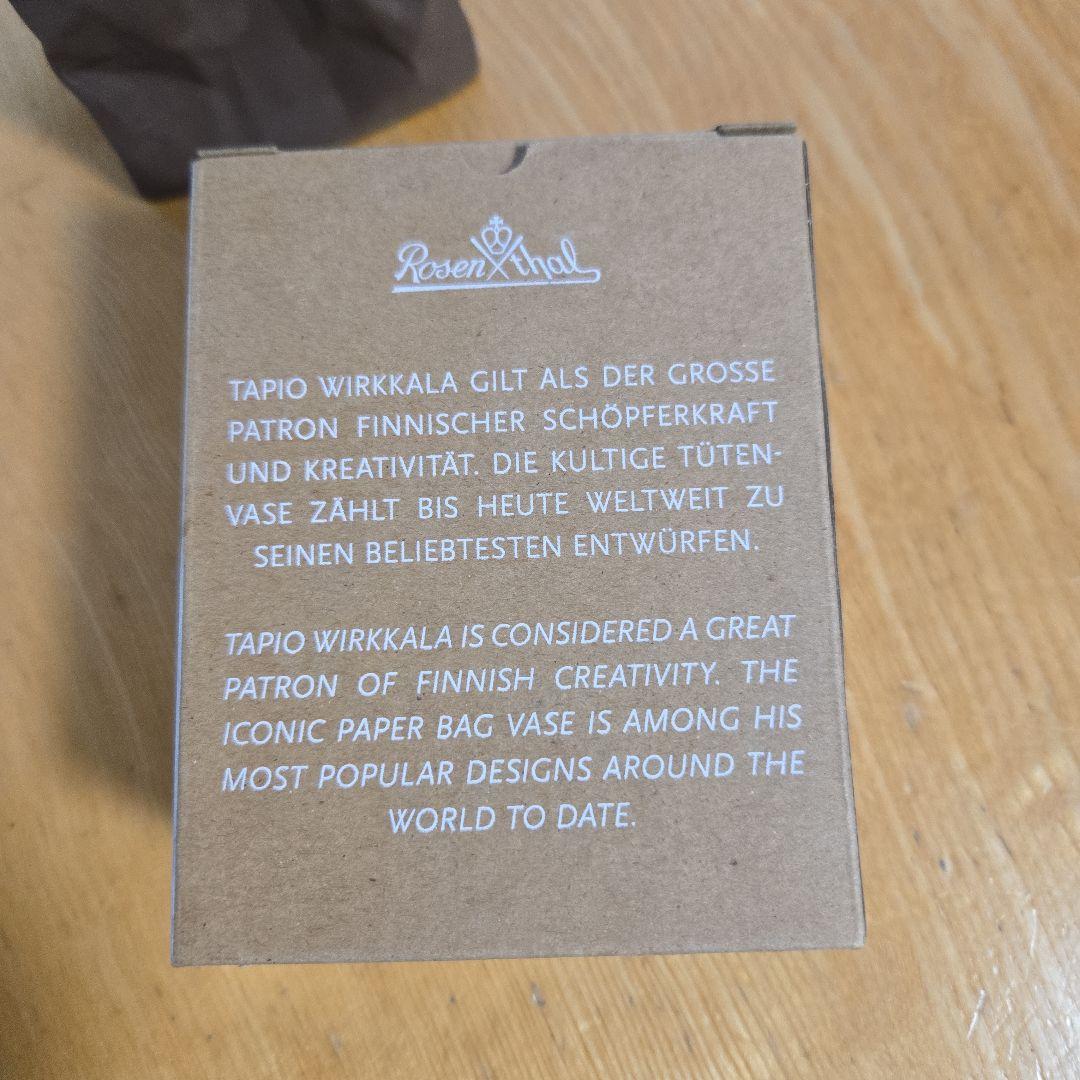 Rosenthal
TAPIO WIRKKALA GILT ALS DER GROSSE
PATRON FINNISCHER SCHÖPFERKRAFT
UND KREATIVITÄT. DIE KULTIGE TÜTEN-
VASE ZÄHLT BIS HEUTE WELTWEIT ZU
SEINEN BELIEBTESTEN ENTWÜRFEN.
TAPIO WIRKKALA IS CONSIDERED A GREAT
PATRON OF FINNISH CREATIVITY. THE
ICONIC PAPER BAG VASE IS AMONG HIS
MOST POPULAR DESIGNS AROUND THE
WORLD TO DATE.